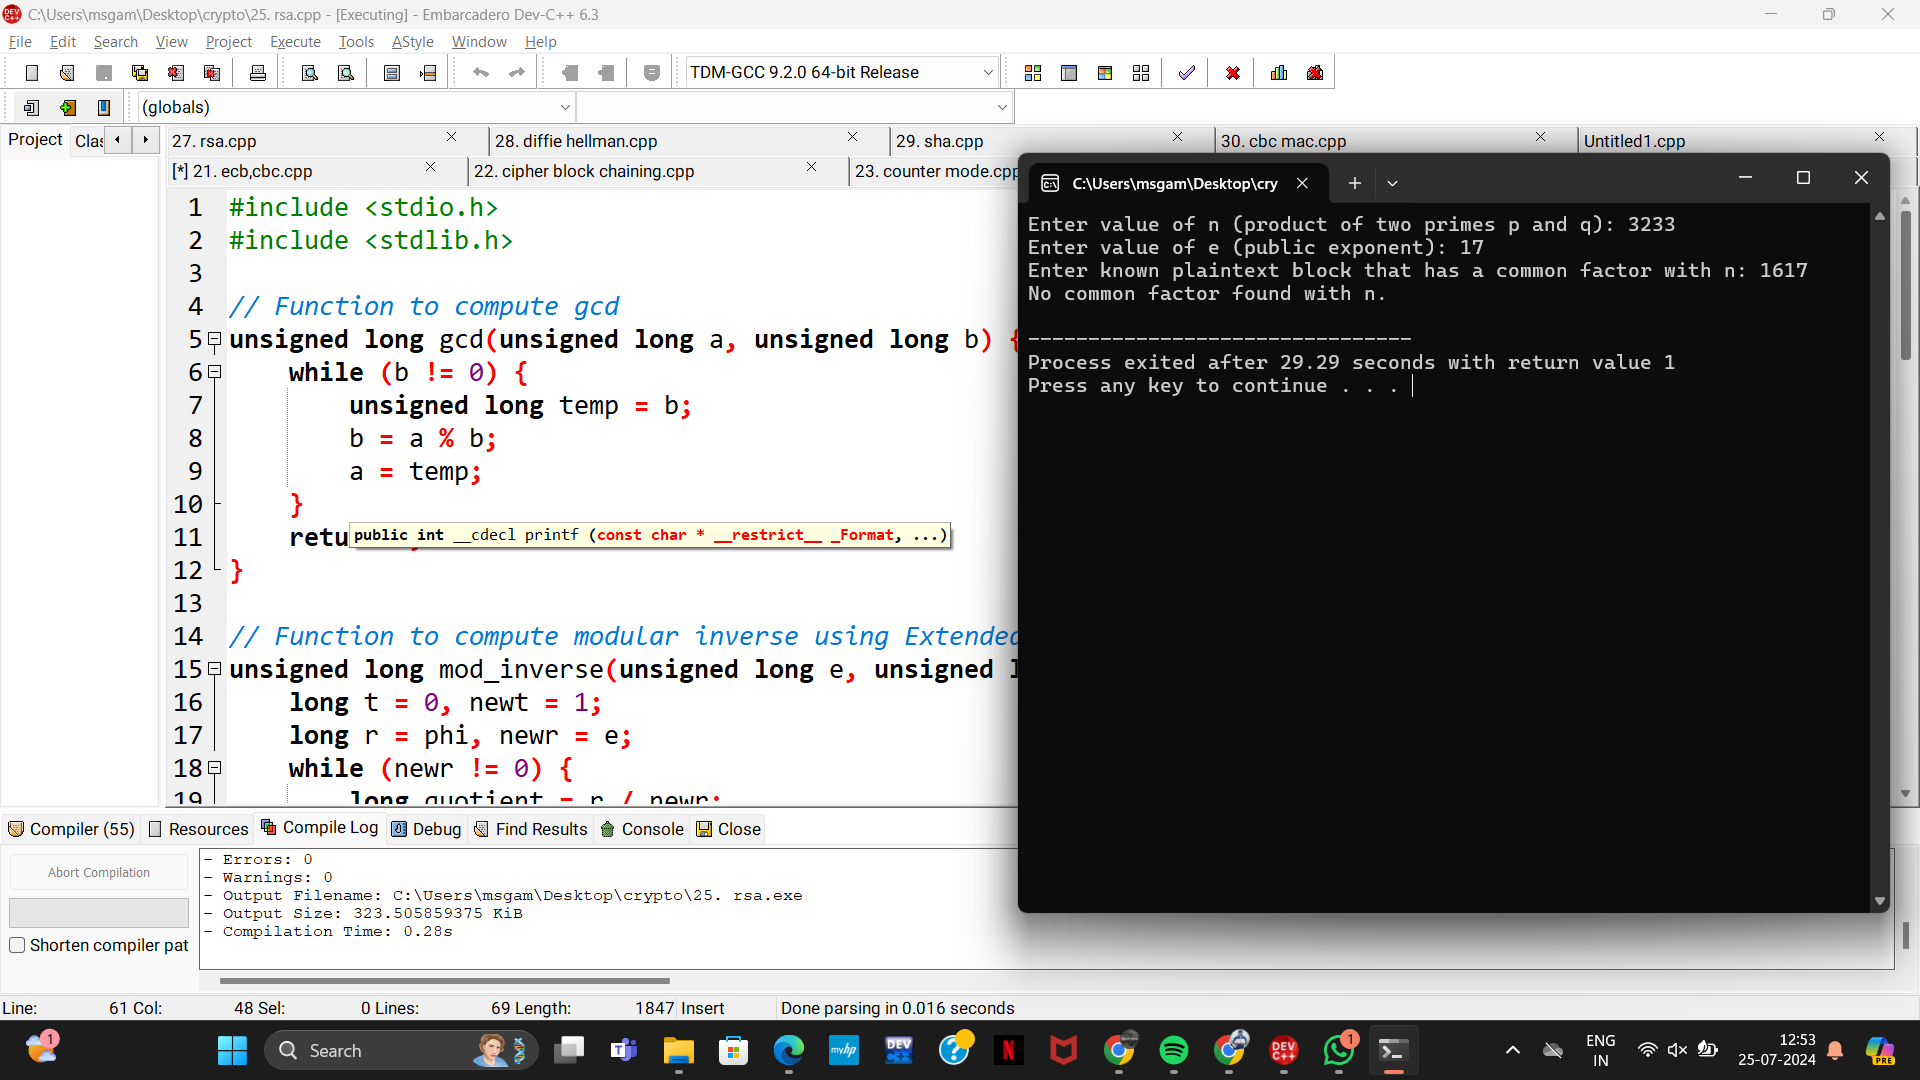 C:\Users\msgam\Desktop\crypto\25. rsa.cpp - [Executing] - Embarcadero Dev-C++ 6.3
File Edit Search View Project Execute Tools AStyle Window Help
TDM-GCC 9.2.0 64-bit Release
(globals)
Project Clas
27. rsa.cpp 28. diffie hellman.cpp 29. sha.cpp 30. cbc mac.cpp Untitled1.cpp
[*] 21. ecb,cbc.cpp 22. cipher block chaining.cpp 23. counter mode.cpp
1 #include <stdio.h>
2 #include <stdlib.h>
3
4 // Function to compute gcd
5 unsigned long gcd(unsigned long a, unsigned long b) {
6 while (b != 0) {
7 unsigned long temp = b;
8 b = a % b;
9 a = temp;
10 }
11 retu
public int __cdecl printf (const char * __restrict__ _Format, ...)
12 }
13
14 // Function to compute modular inverse using Extended
15 unsigned long mod_inverse(unsigned long e, unsigned l
16 long t = 0, newt = 1;
17 long r = phi, newr = e;
18 while (newr != 0) {
19 long quotient = r / newr;
C:\Users\msgam\Desktop\cry
Enter value of n (product of two primes p and q): 3233
Enter value of e (public exponent): 17
Enter known plaintext block that has a common factor with n: 1617
No common factor found with n.
--------------------------------
Process exited after 29.29 seconds with return value 1
Press any key to continue . . .
Compiler (55) Resources Compile Log Debug Find Results Console Close
Abort Compilation
Shorten compiler pat
- Errors: 0
- Warnings: 0
- Output Filename: C:\Users\msgam\Desktop\crypto\25. rsa.exe
- Output Size: 323.505859375 KiB
- Compilation Time: 0.28s
Line: 61 Col: 48 Sel: 0 Lines: 69 Length: 1847 Insert Done parsing in 0.016 seconds
1
Search
myhp
DEV C++
N
DEV C++
1
ENG
IN
12:53
25-07-2024
PRE